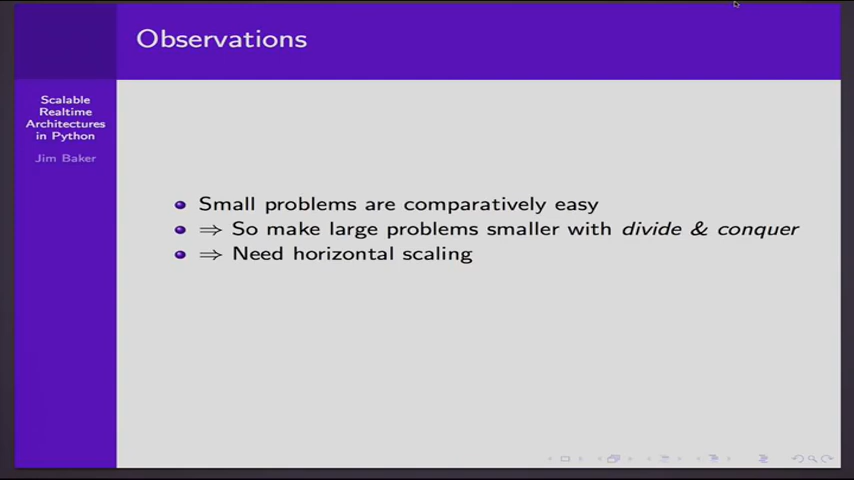 Observations
Scalable
Realtime
Architectures
in Python
Jim Baker
Small problems are comparatively easy
⇒ So make large problems smaller with divide & conquer
⇒ Need horizontal scaling